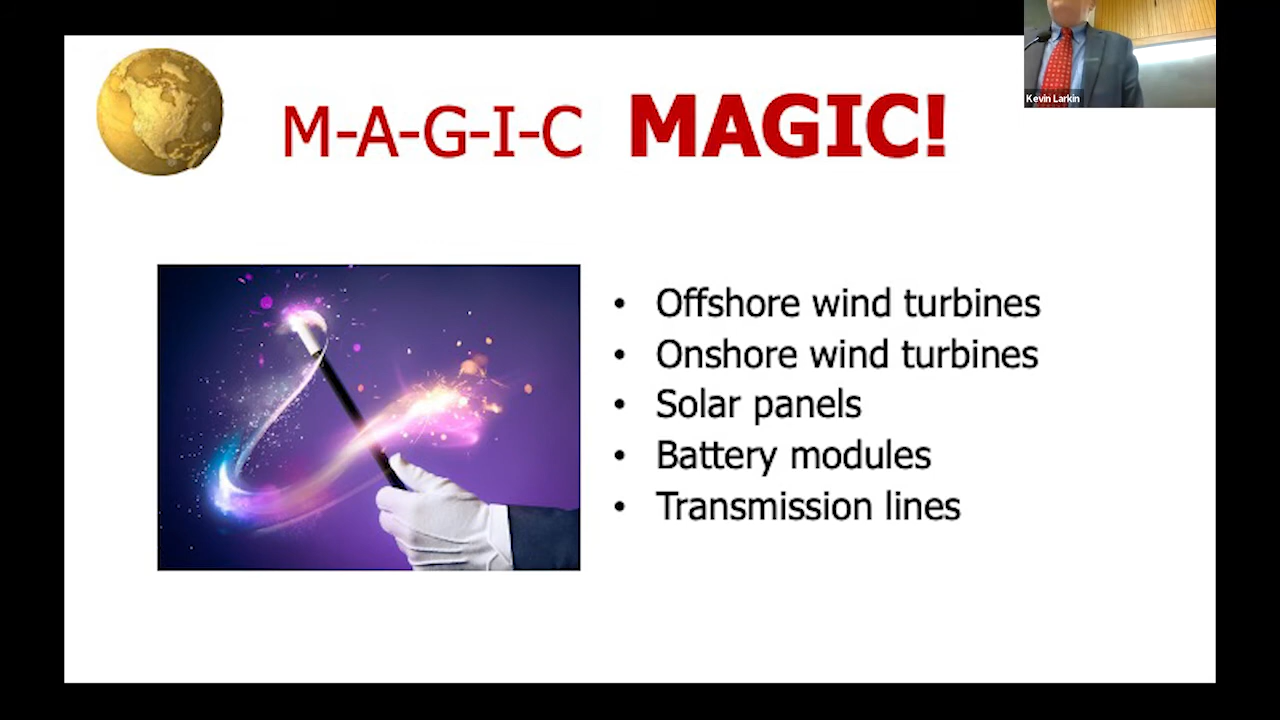 M-A-G-I-C MAGIC!
Kevin Larkin
• Offshore wind turbines
• Onshore wind turbines
• Solar panels
• Battery modules
• Transmission lines